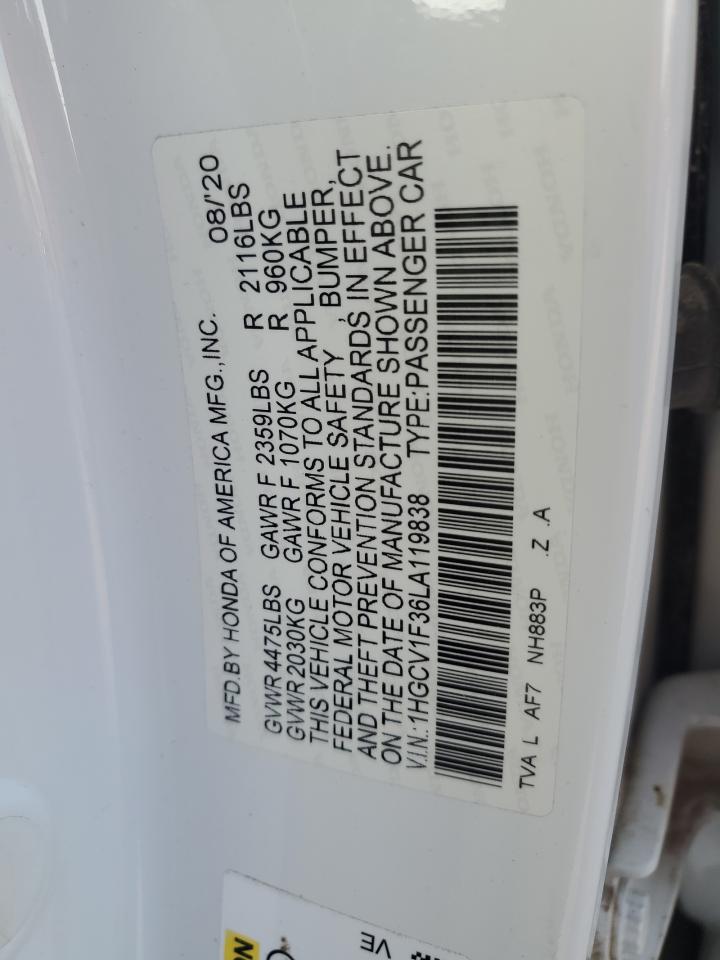 MFD.BY HONDA OF AMERICA MFG.,INC. 08/'20
GVWR 4475LBS GAWR F 2359LBS R 2116LBS
GVWR 2030KG GAWR F 1070KG R 960KG
THIS VEHICLE CONFORMS TO ALL APPLICABLE
FEDERAL MOTOR VEHICLE SAFETY , BUMPER,
AND THEFT PREVENTION STANDARDS IN EFFECT
ON THE DATE OF MANUFACTURE SHOWN ABOVE.
V.I.N.: 1HGCV1F36LA119838 TYPE:PASSENGER CAR
TVA L AF7 NH883P .Z .A
VE